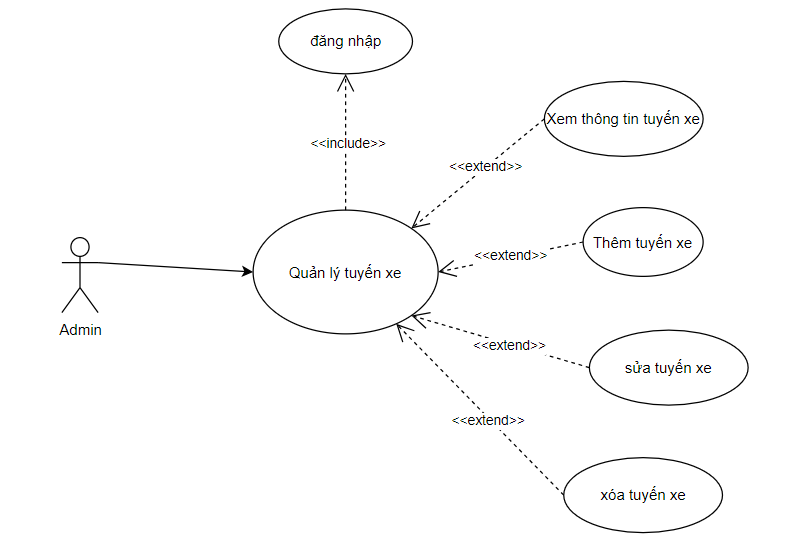 đăng nhập
<<include>>
Xem thông tin tuyến xe
<<extend>>
Thêm tuyến xe
<<extend>>
Quản lý tuyến xe
Admin
<<extend>>
sửa tuyến xe
<<extend>>
xóa tuyến xe